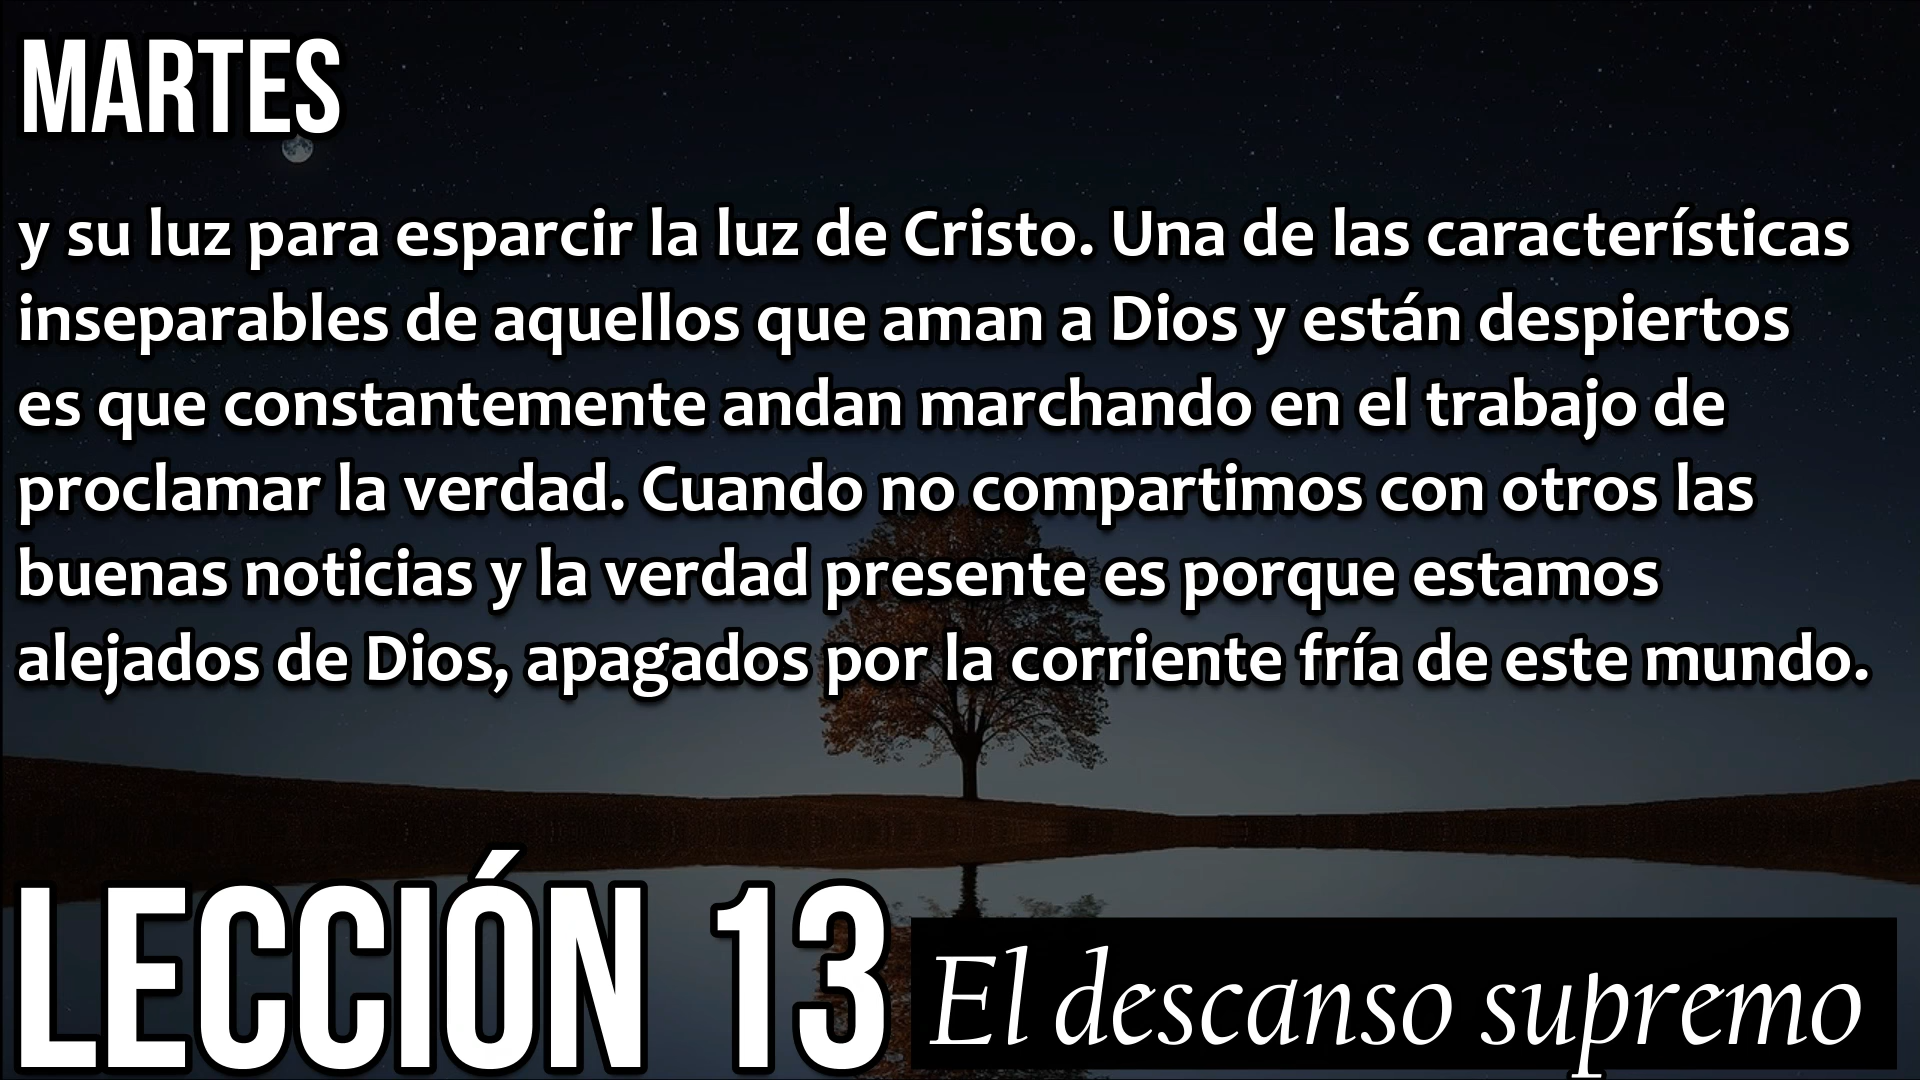 MARTES
y su luz para esparcir la luz de Cristo. Una de las características
inseparables de aquellos que aman a Dios y están despiertos
es que constantemente andan marchando en el trabajo de
proclamar la verdad. Cuando no compartimos con otros las
buenas noticias y la verdad presente es porque estamos
alejados de Dios, apagados por la corriente fría de este mundo.
LECCIÓN 13
El descanso supremo